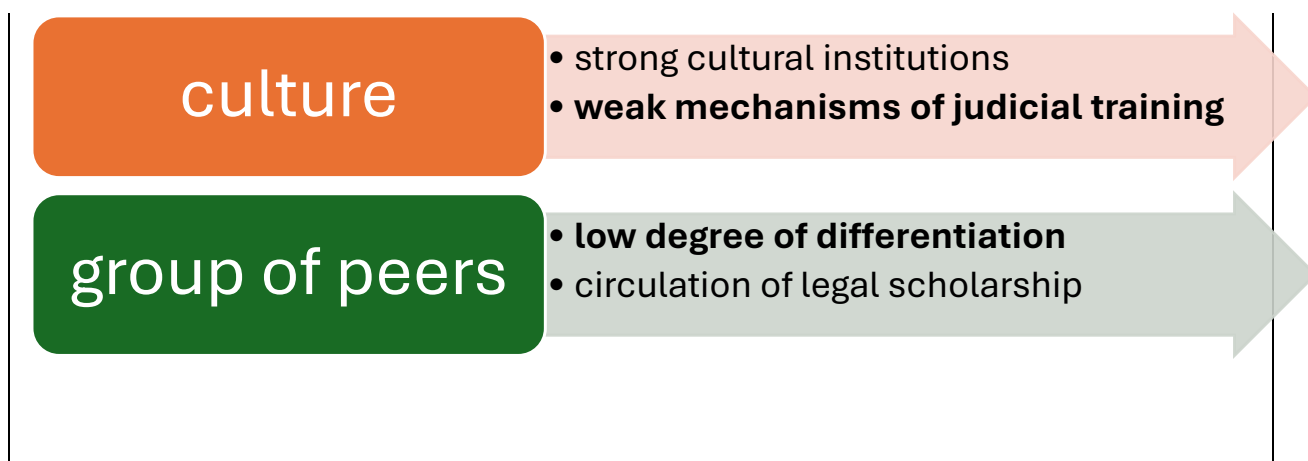 culture
• strong cultural institutions
• weak mechanisms of judicial training
group of peers
• low degree of differentiation
• circulation of legal scholarship